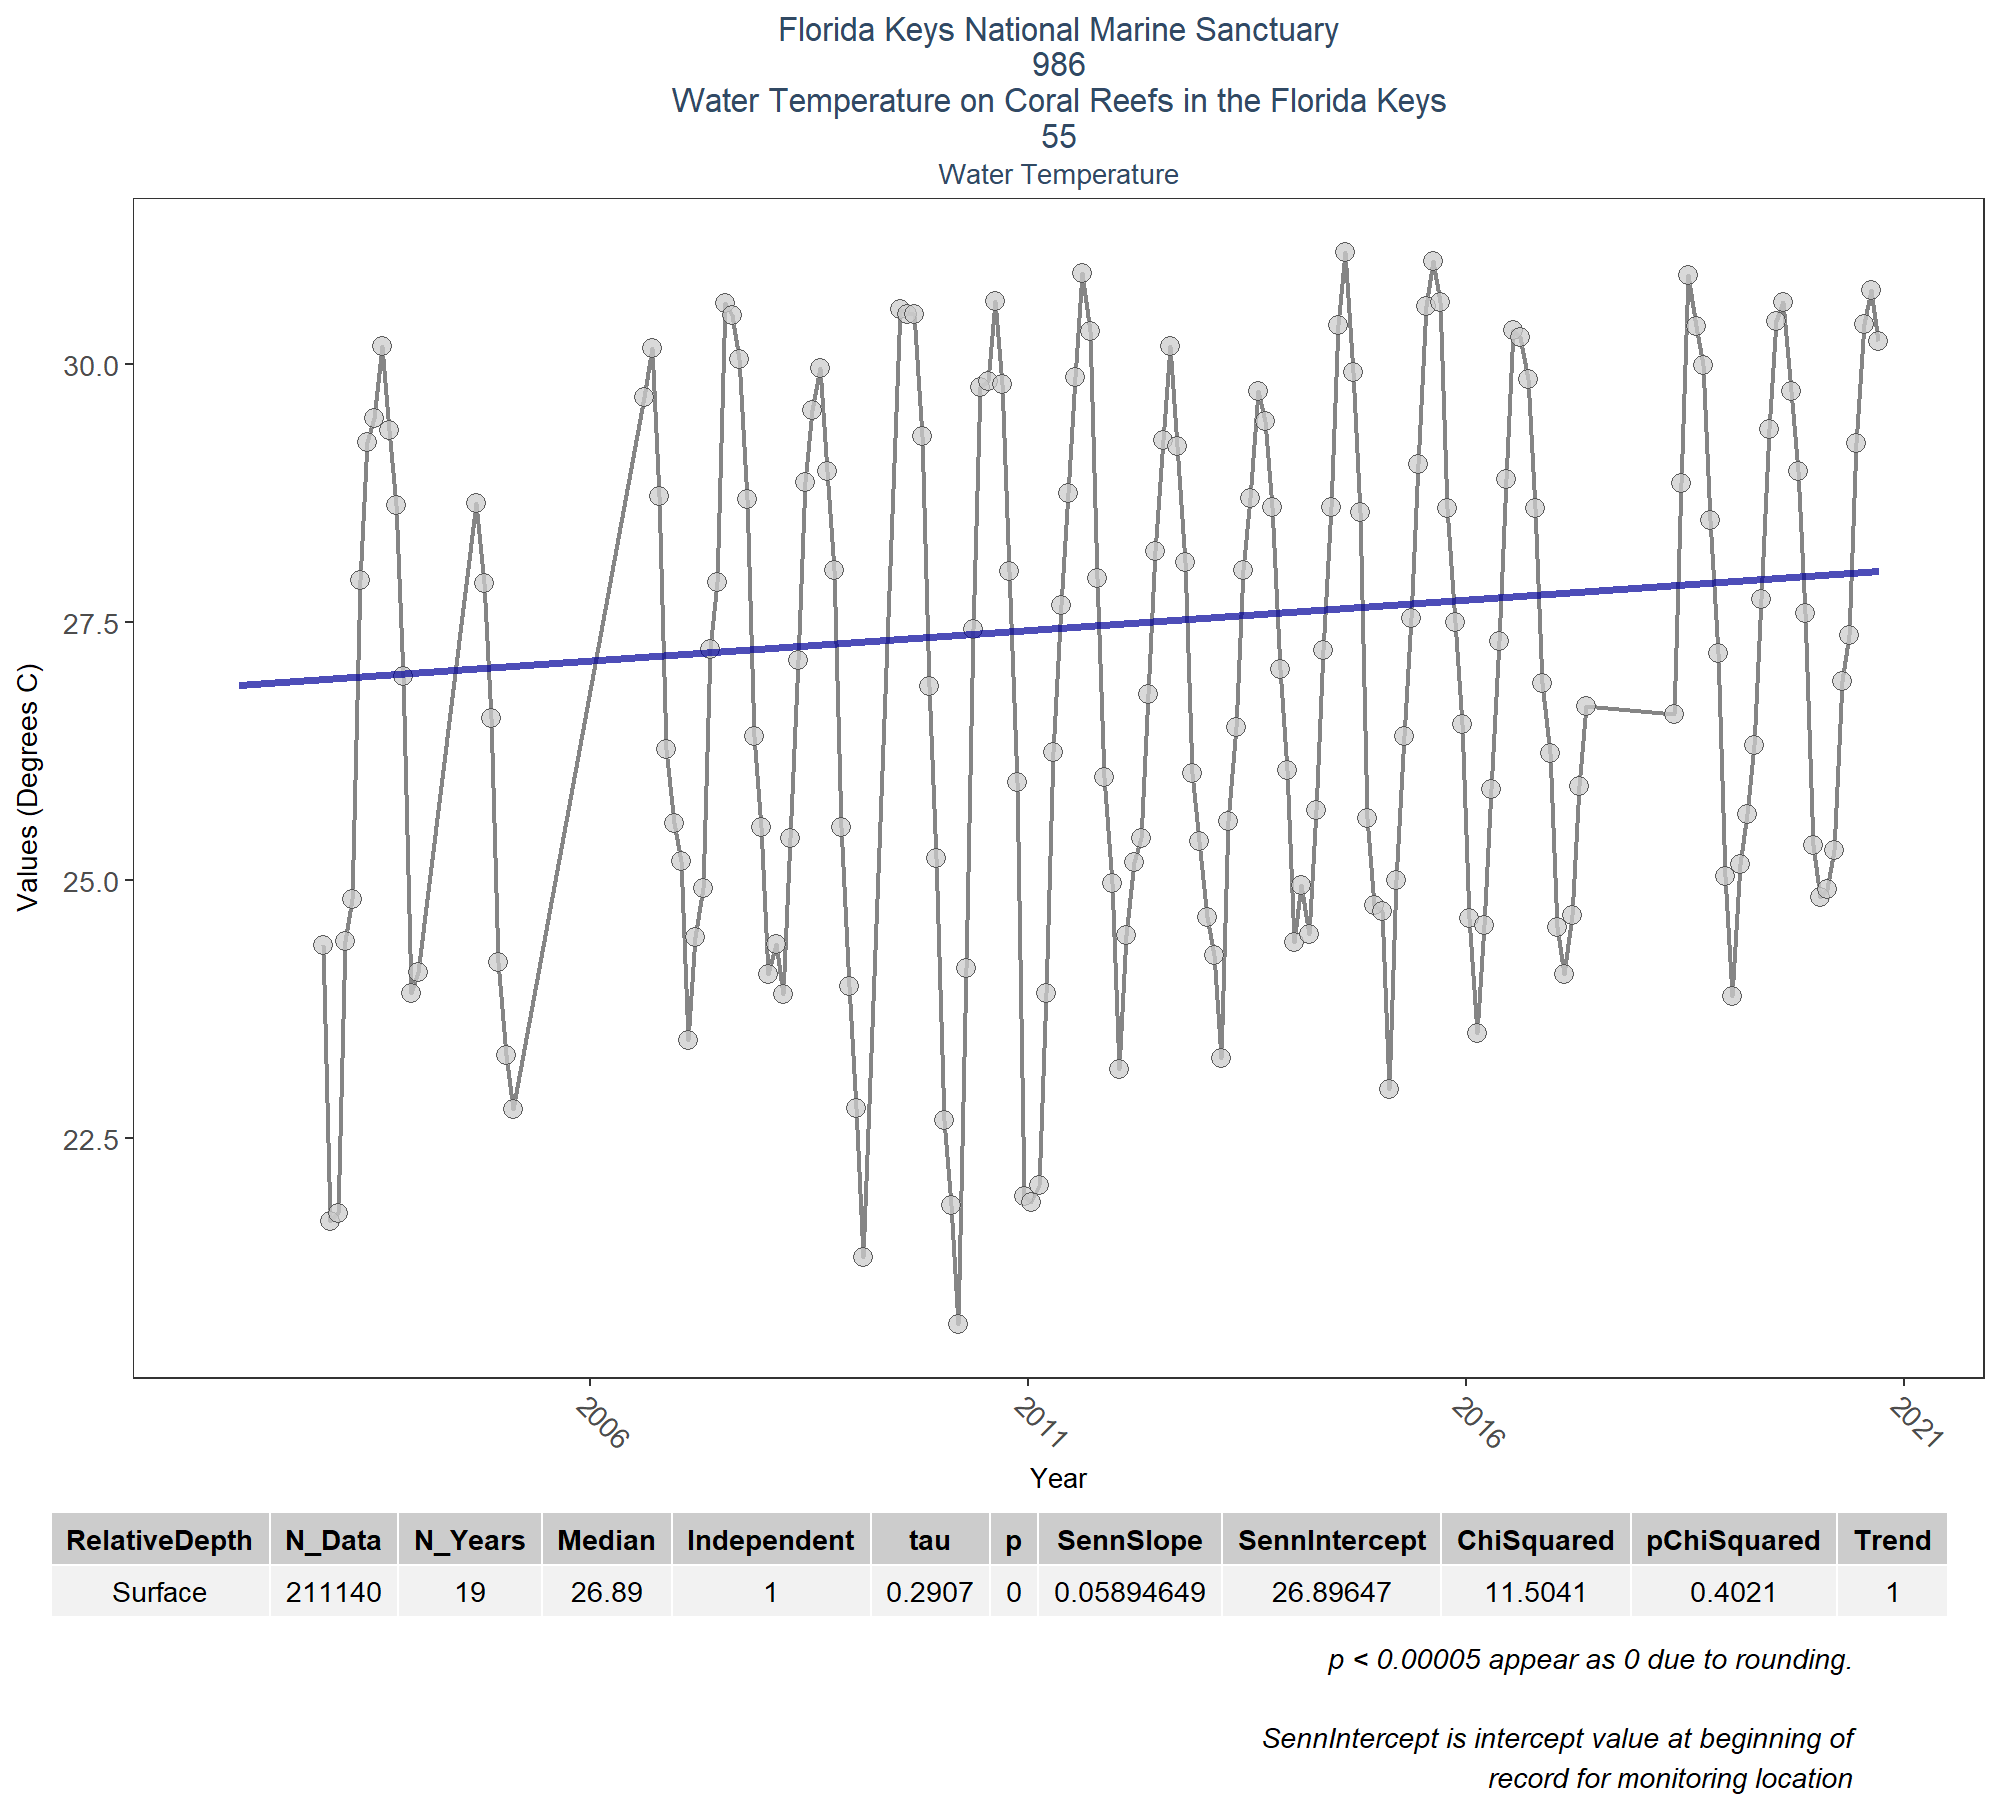 Florida Keys National Marine Sanctuary
986
Water Temperature on Coral Reefs in the Florida Keys
55
Water Temperature
Values (Degrees C)
30.0
27.5
25.0
22.5
2006 2011 2016 2021
Year
RelativeDepth N_Data N_Years Median Independent tau p SennSlope SennIntercept ChiSquared pChiSquared Trend
Surface 211140 19 26.89 1 0.2907 0 0.05894649 26.89647 11.5041 0.4021 1
p < 0.00005 appear as 0 due to rounding.
SennIntercept is intercept value at beginning of
record for monitoring location